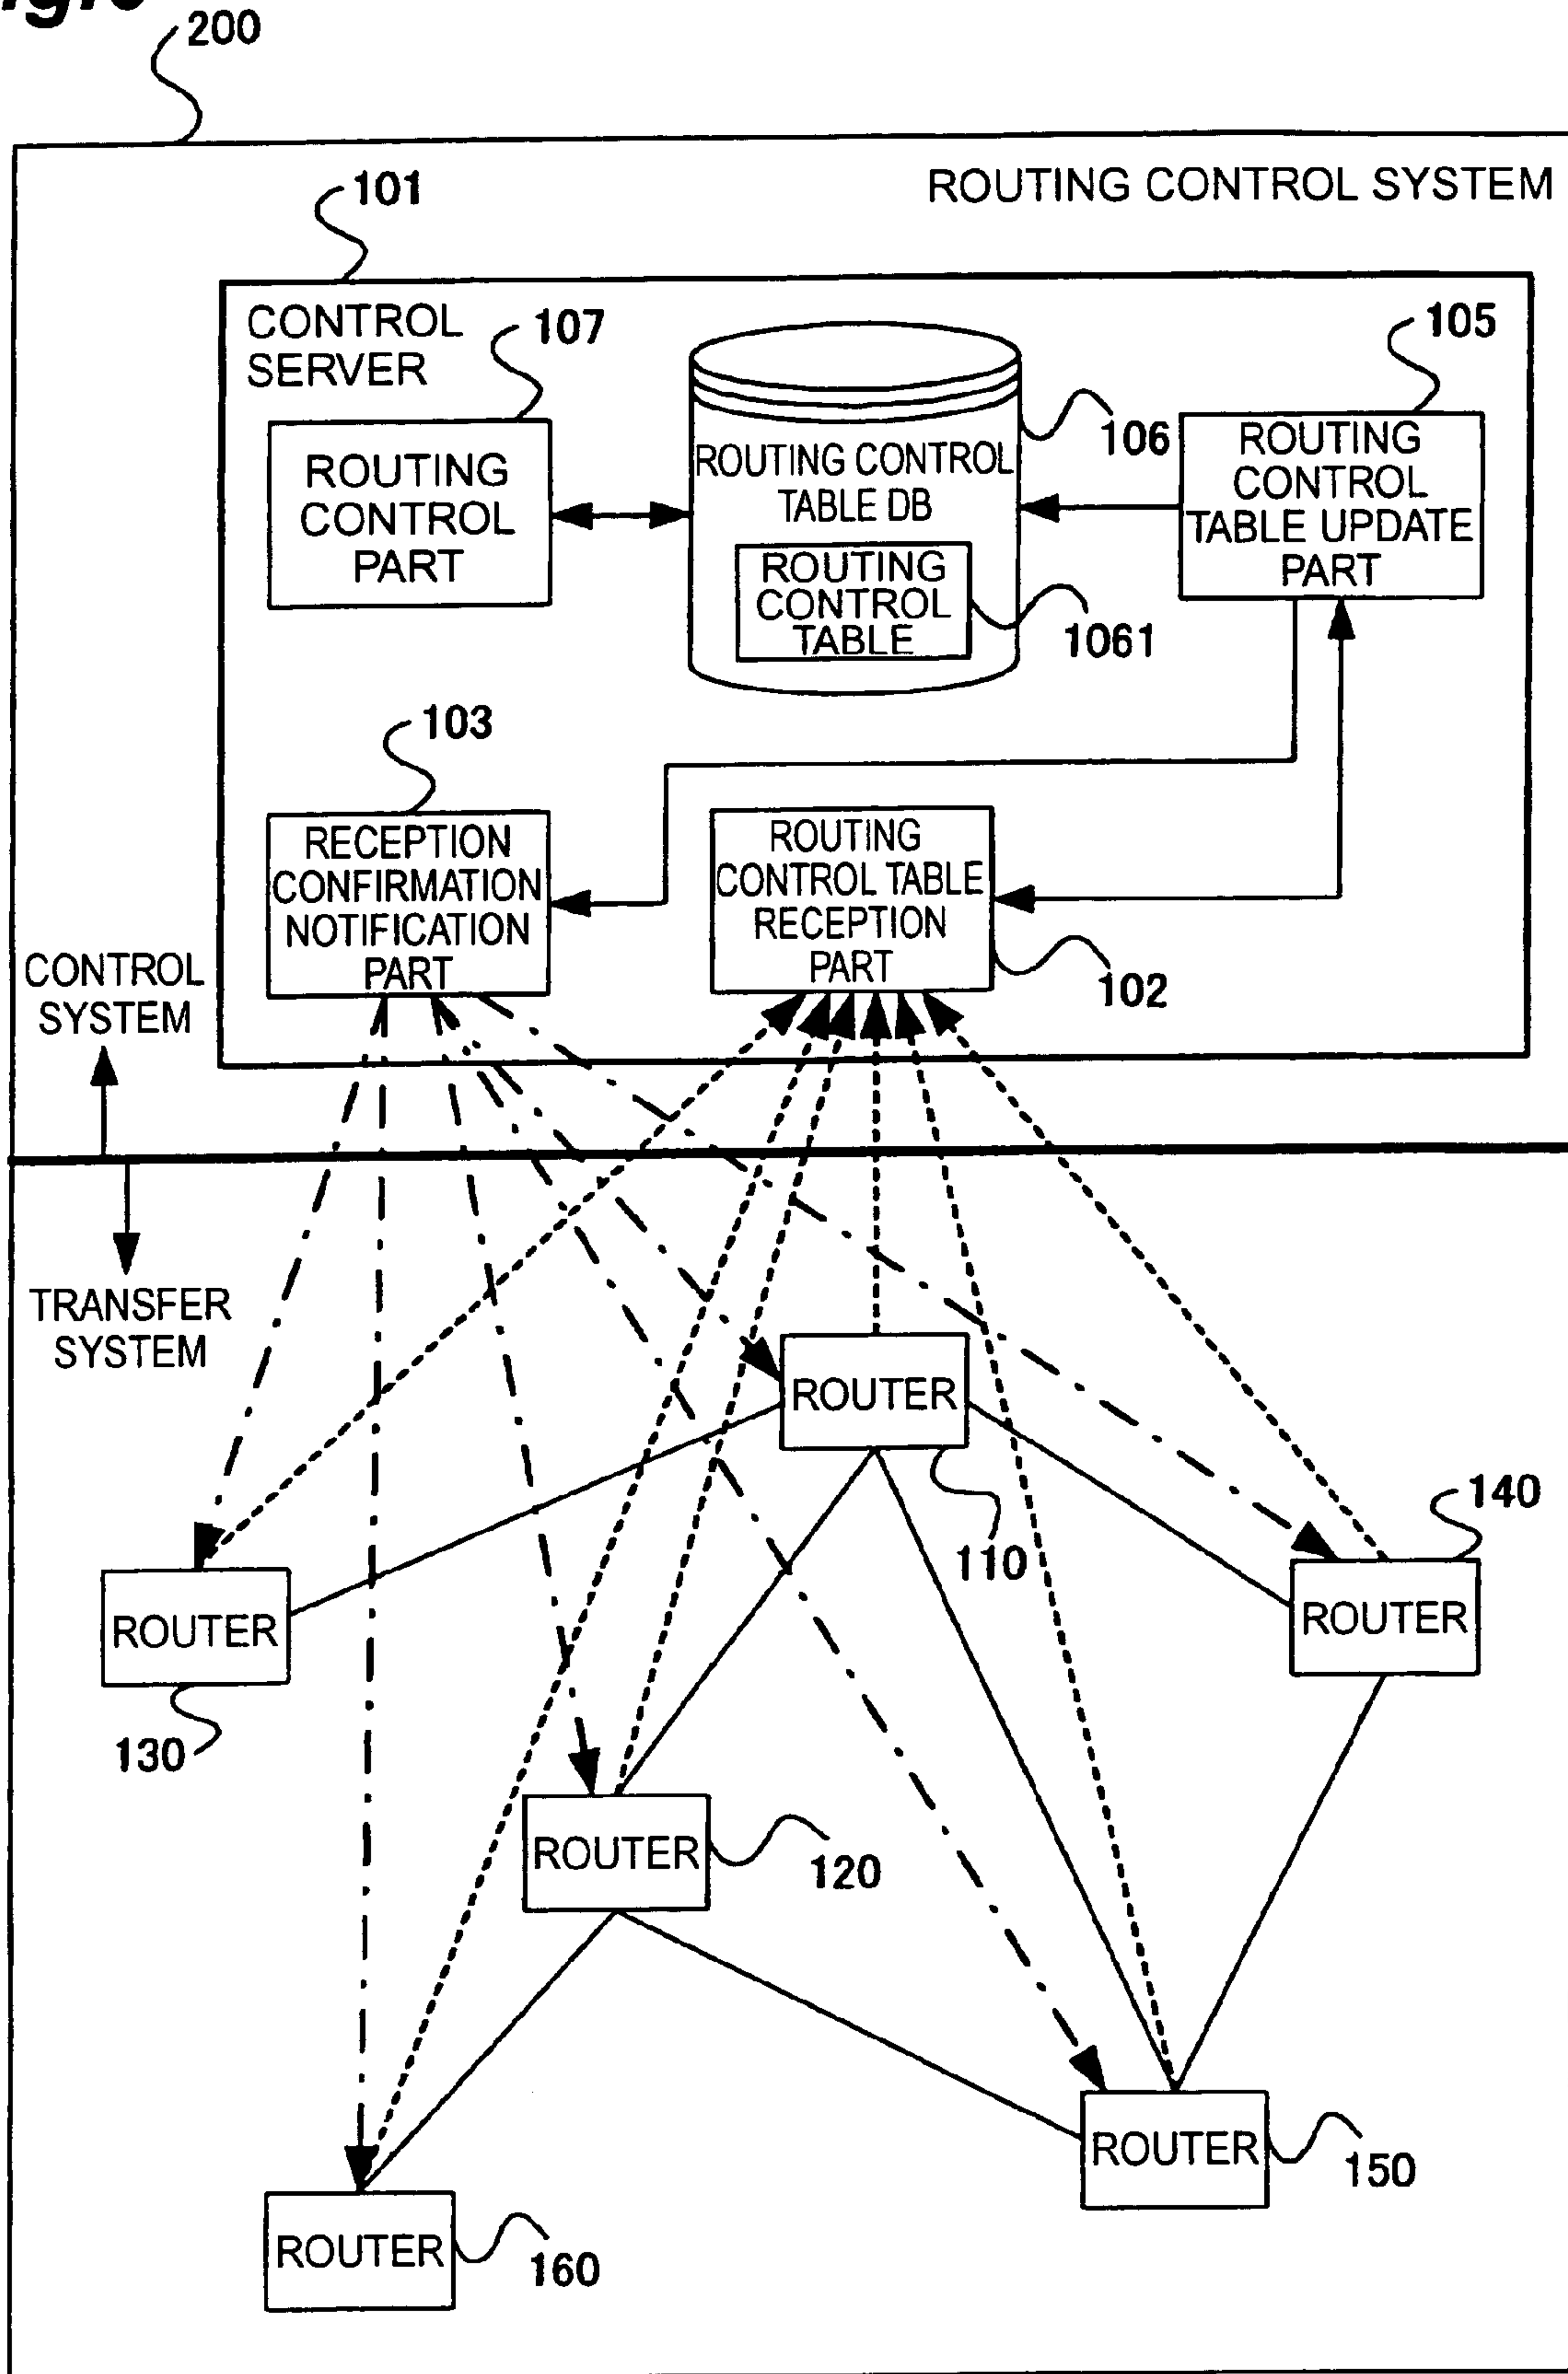 200
ROUTING CONTROL SYSTEM
101
CONTROL
SERVER
107
ROUTING
CONTROL
PART
ROUTING CONTROL
TABLE DB
106
ROUTING
CONTROL
TABLE
1061
105
ROUTING
CONTROL
TABLE UPDATE
PART
103
RECEPTION
CONFIRMATION
NOTIFICATION
PART
ROUTING
CONTROL TABLE
RECEPTION
PART
102
CONTROL
SYSTEM
TRANSFER
SYSTEM
ROUTER
110
140
ROUTER
ROUTER
130
ROUTER
120
ROUTER
150
ROUTER
160